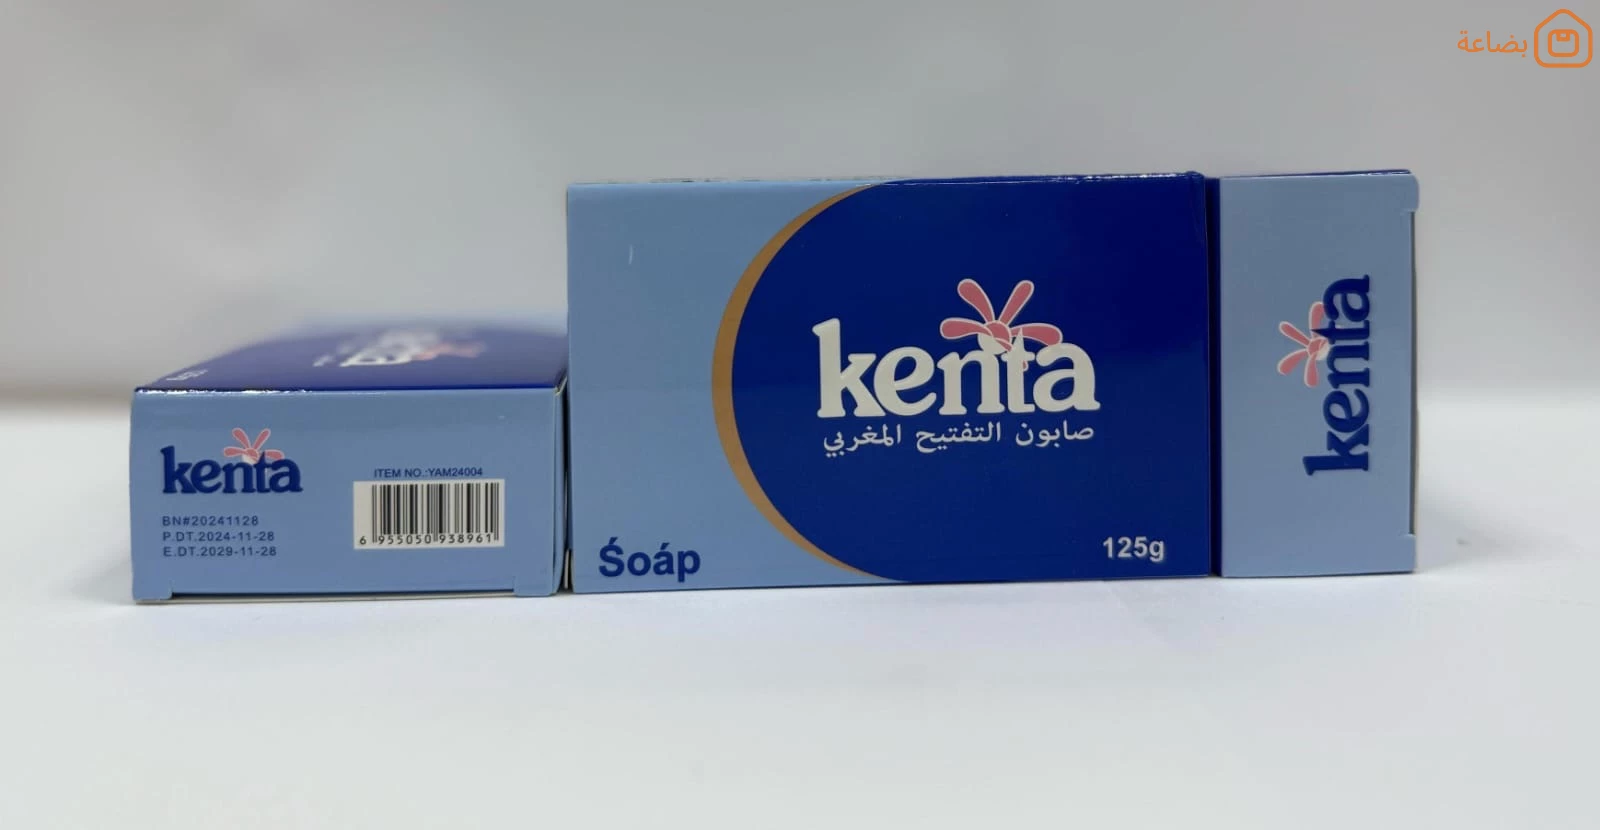 بضاعة
kenta
ITEM NO.:YAM24004
BN#20241128
P.DT.2024-11-28
E.DT.2029-11-28
6 955050 938961
kenta
صابون التفتيح المغربي
Śoáp
125g
kenta